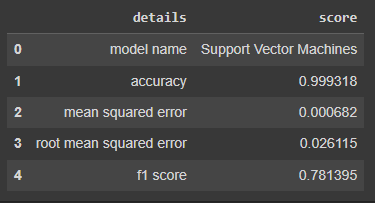 details score
0 model name Support Vector Machines
1 accuracy 0.999318
2 mean squared error 0.000682
3 root mean squared error 0.026115
4 f1 score 0.781395